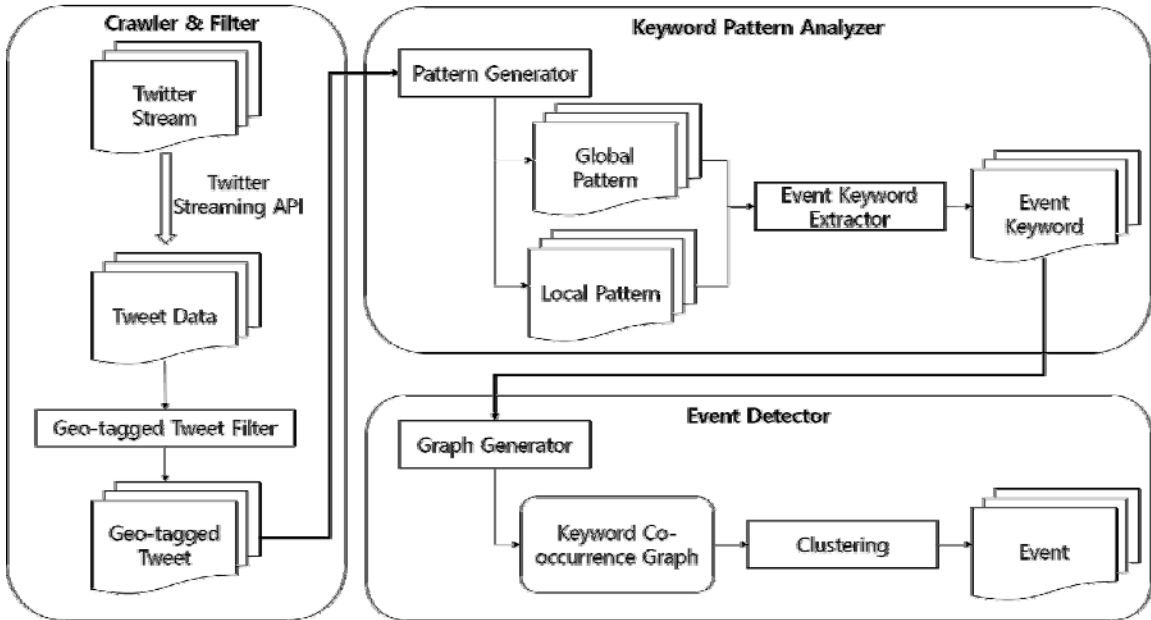 Crawler & Filter
Twitter
Stream
Twitter
Streaming API
Tweet Data
Geo-tagged Tweet Filter
Geo-tagged
Tweet
Keyword Pattern Analyzer
Pattern Generator
Global
Pattern
Local Pattern
Event Keyword
Extractor
Event
Keyword
Event Detector
Graph Generator
Keyword Co-
occurrence Graph
Clustering
Event